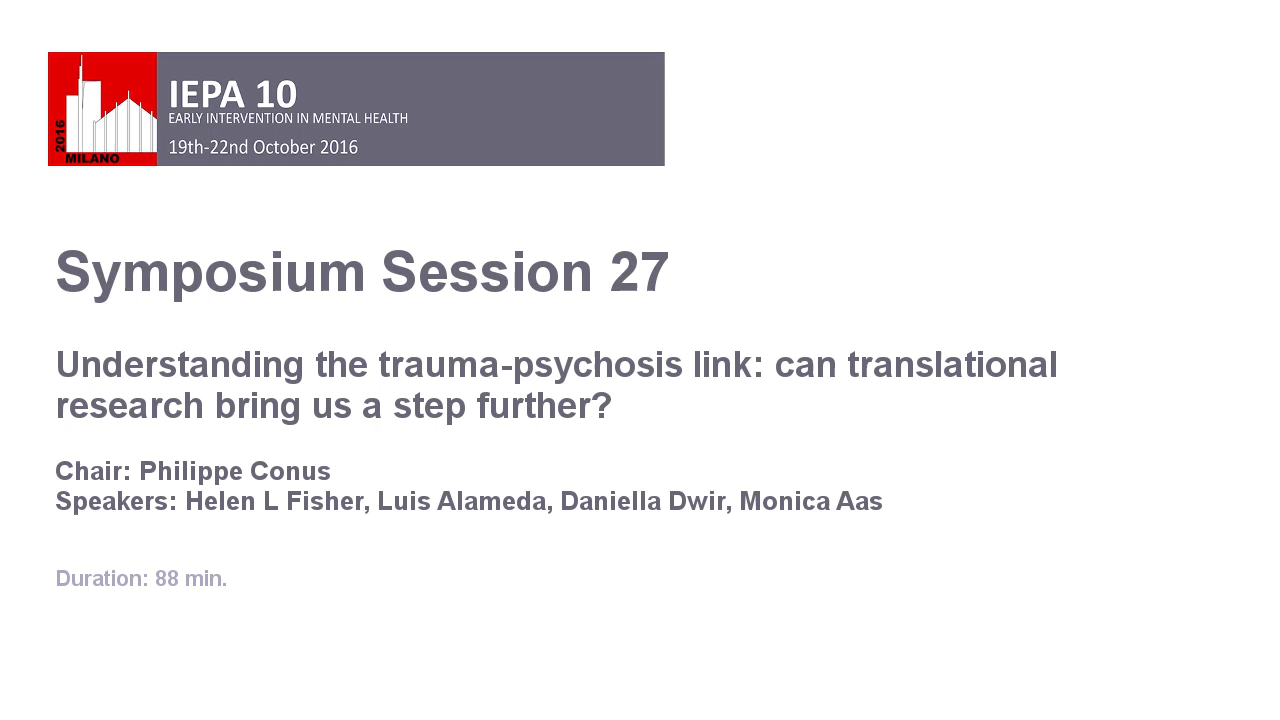 2016
MILANO
IEPA 10
EARLY INTERVENTION IN MENTAL HEALTH
19th-22nd October 2016
Symposium Session 27
Understanding the trauma-psychosis link: can translational
research bring us a step further?
Chair: Philippe Conus
Speakers: Helen L Fisher, Luis Alameda, Daniella Dwir, Monica Aas
Duration: 88 min.